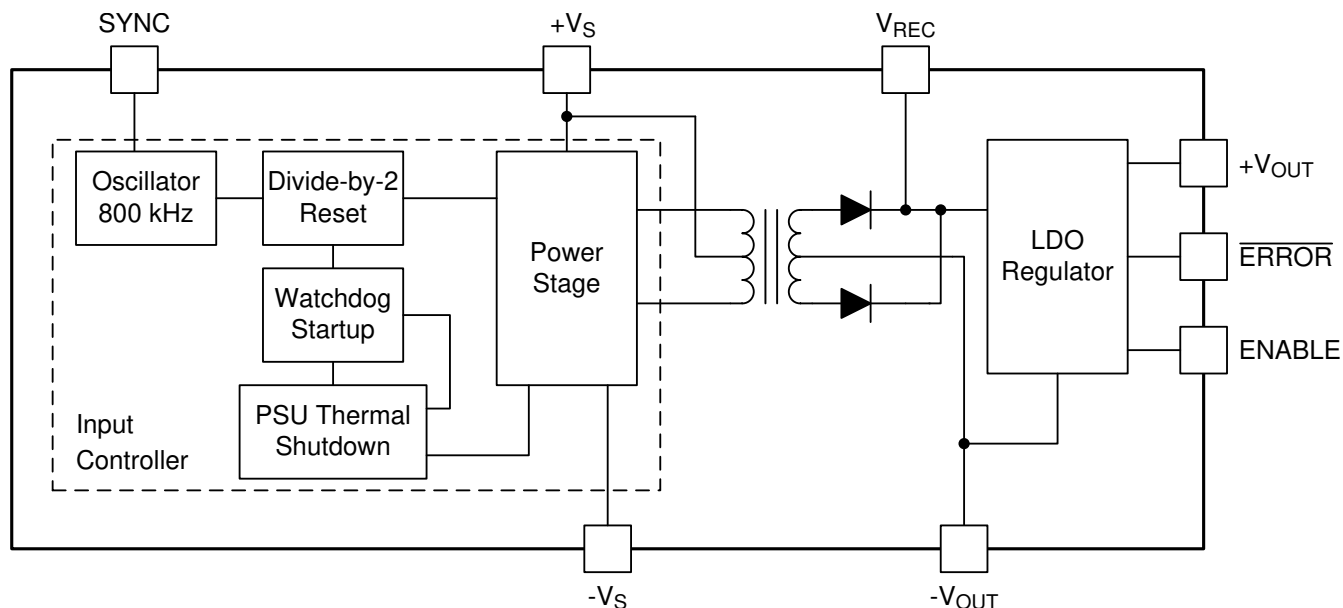 SYNC
+VS
VREC
Oscillator
800 kHz
Divide-by-2
Reset
Power
Stage
Watchdog
Startup
PSU Thermal
Shutdown
Input
Controller
LDO
Regulator
+VOUT
ERROR
ENABLE
-VS
-VOUT